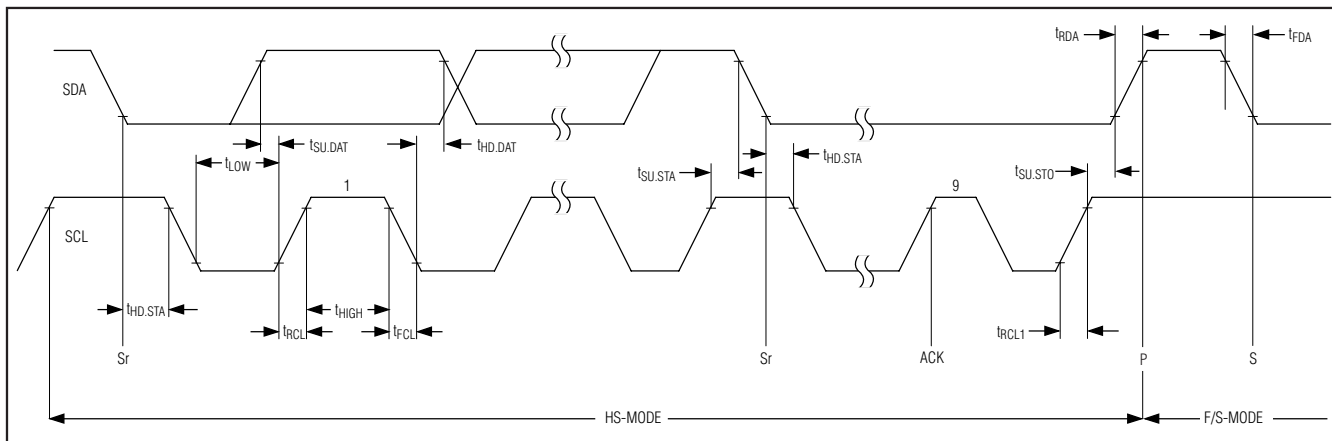 tRDA
tFDA
SDA
tSU.DAT
tHD.DAT
tLOW
tHD.STA
tSU.STA
tSU.STO
1
9
SCL
tHD.STA
tRCL
tHIGH
tFCL
tRCL1
Sr
Sr
ACK
P
S
HS-MODE
F/S-MODE